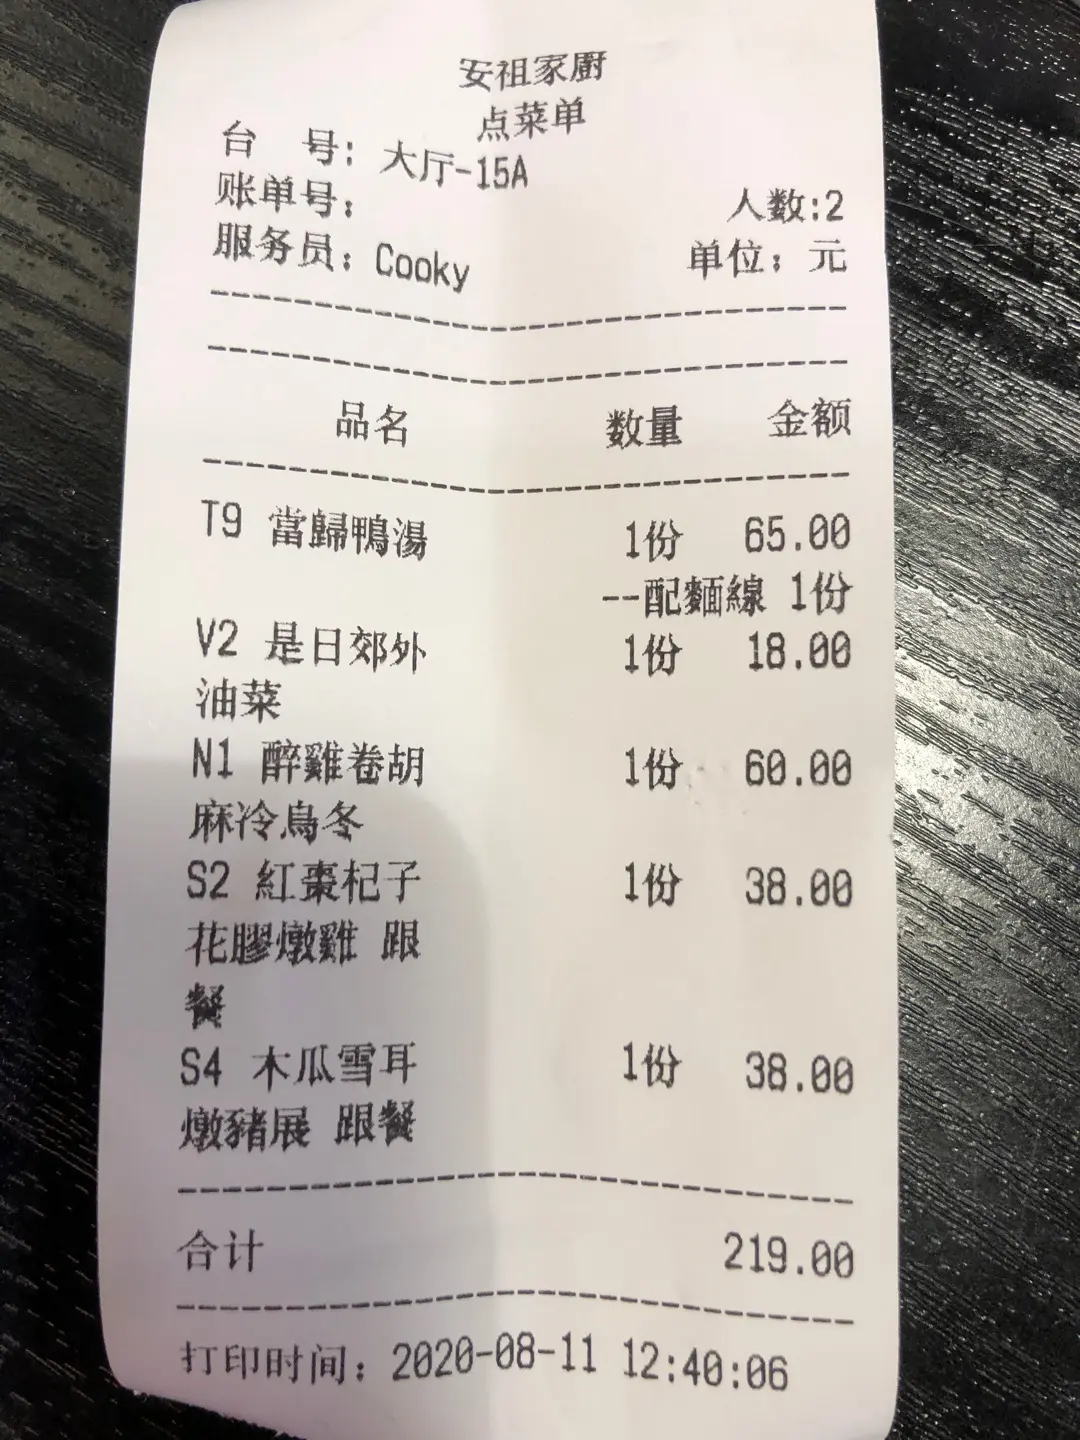 安祖家廚
点菜单
台 号: 大厅-15A
账单号: 人数:2
服务员: Cooky 单位: 元
品名 数量 金额
T9 當歸鴨湯 1份 65.00
--配麵線 1份
V2 是日郊外 1份 18.00
油菜
N1 醉雞卷胡 1份 60.00
麻冷烏冬
S2 紅棗杞子 1份 38.00
花膠燉雞 跟
餐
S4 木瓜雪耳 1份 38.00
燉豬展 跟餐
合计 219.00
打印时间: 2020-08-11 12:40:06